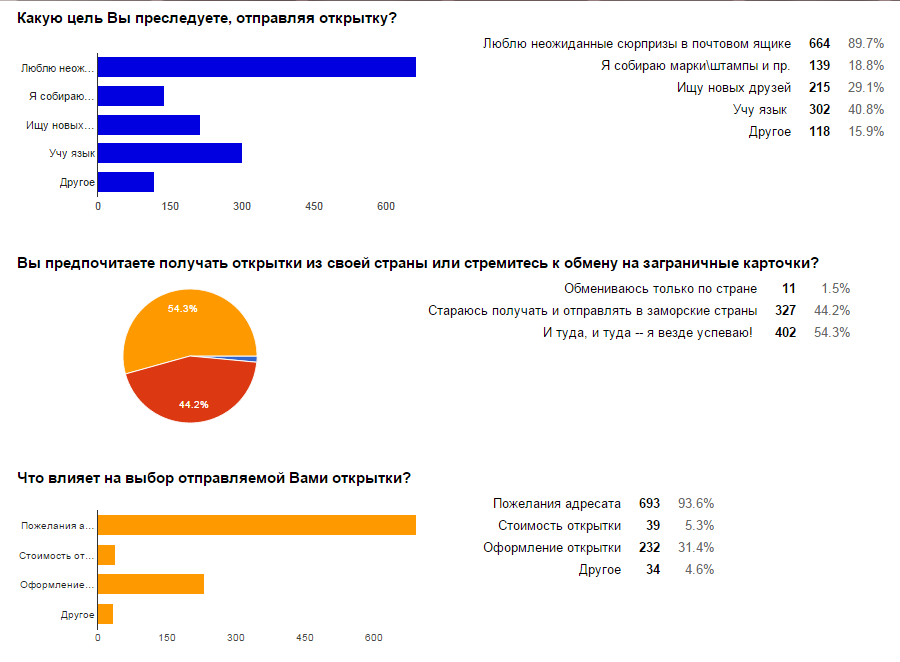 Какую цель Вы преследуете, отправляя открытку?
Люблю неож...
Я собираю...
Ищу новых...
Учу язык
Другое
0 150 300 450 600
Люблю неожиданные сюрпризы в почтовом ящике 664 89.7%
Я собираю марки\штампы и пр. 139 18.8%
Ищу новых друзей 215 29.1%
Учу язык 302 40.8%
Другое 118 15.9%
Вы предпочитаете получать открытки из своей страны или стремитесь к обмену на заграничные карточки?
54.3%
44.2%
Обмениваюсь только по стране 11 1.5%
Стараюсь получать и отправлять в заморские страны 327 44.2%
И туда, и туда -- я везде успеваю! 402 54.3%
Что влияет на выбор отправляемой Вами открытки?
Пожелания а...
Стоимость от...
Оформление...
Другое
0 150 300 450 600
Пожелания адресата 693 93.6%
Стоимость открытки 39 5.3%
Оформление открытки 232 31.4%
Другое 34 4.6%